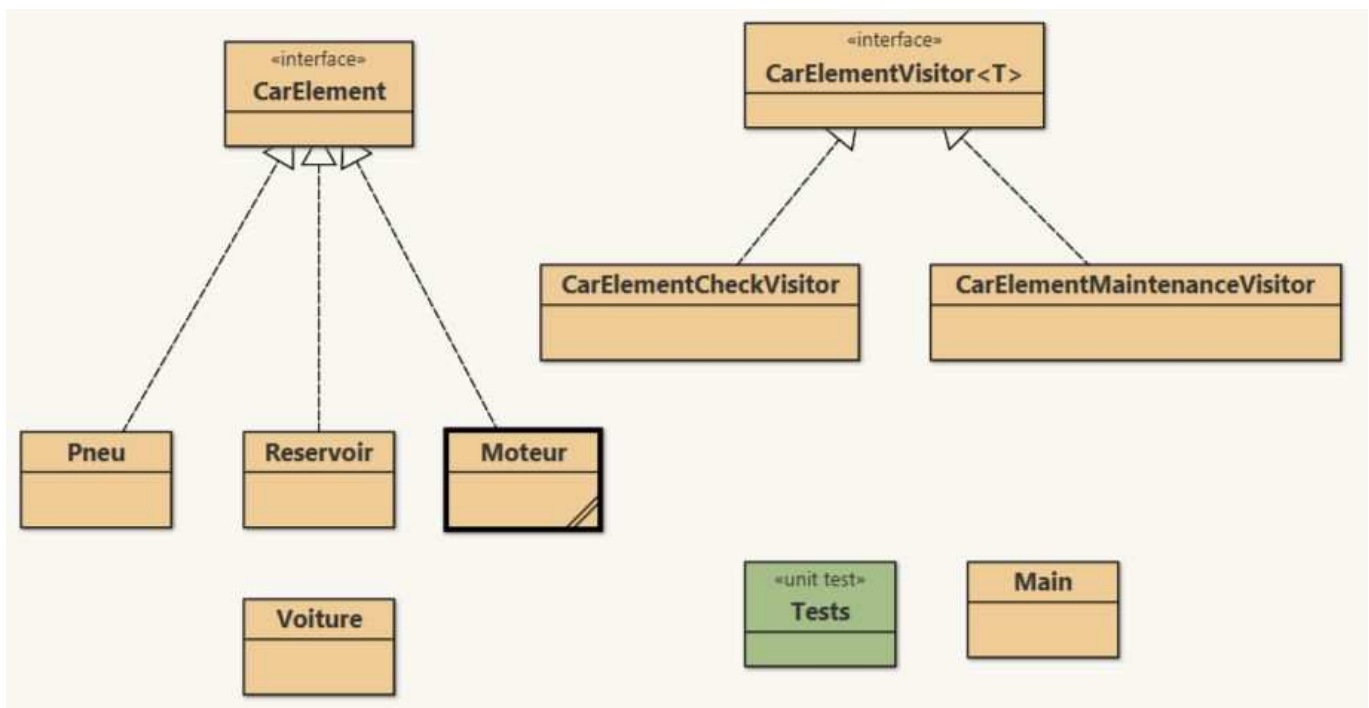 «interface»
CarElement
«interface»
CarElementVisitor<T>
CarElementCheckVisitor
CarElementMaintenanceVisitor
Pneu
Reservoir
Moteur
Voiture
«unit test»
Tests
Main